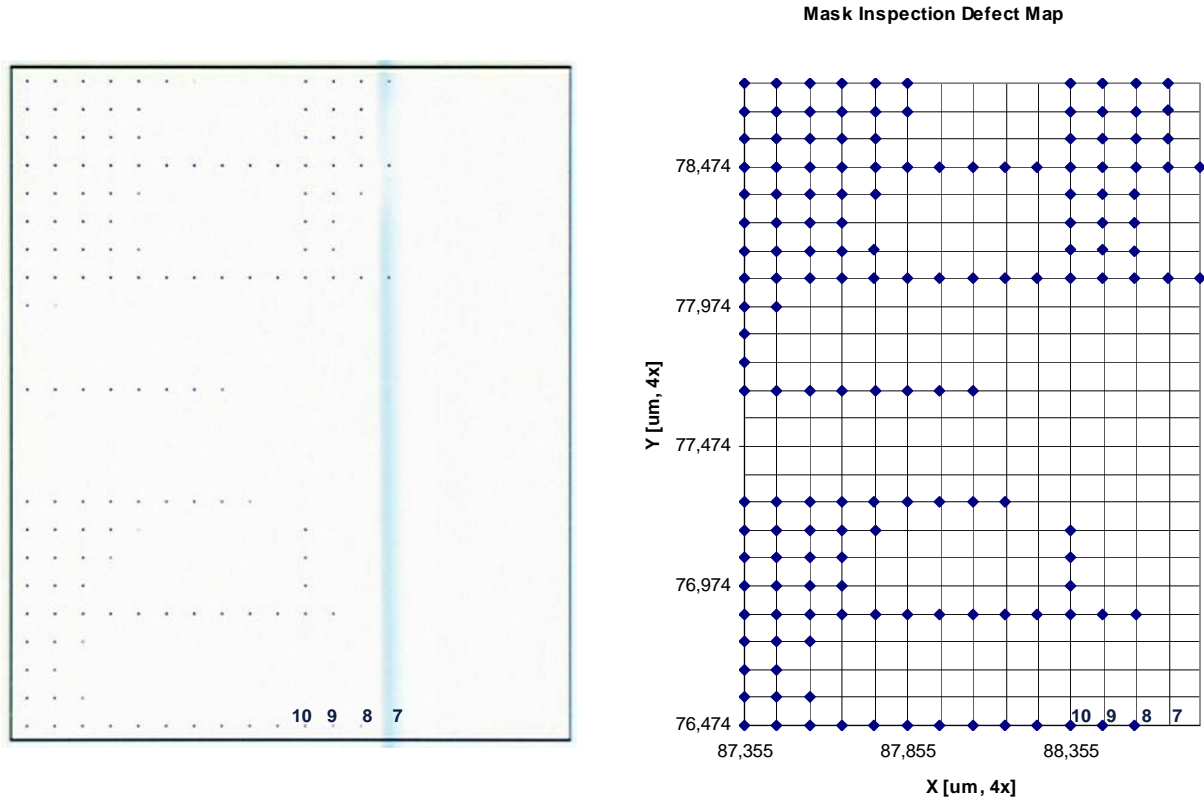 Mask Inspection Defect Map
10 9 8 7
Y [um, 4x]
78,474
77,974
77,474
76,974
76,474
10 9 8 7
87,355 87,855 88,355
X [um, 4x]